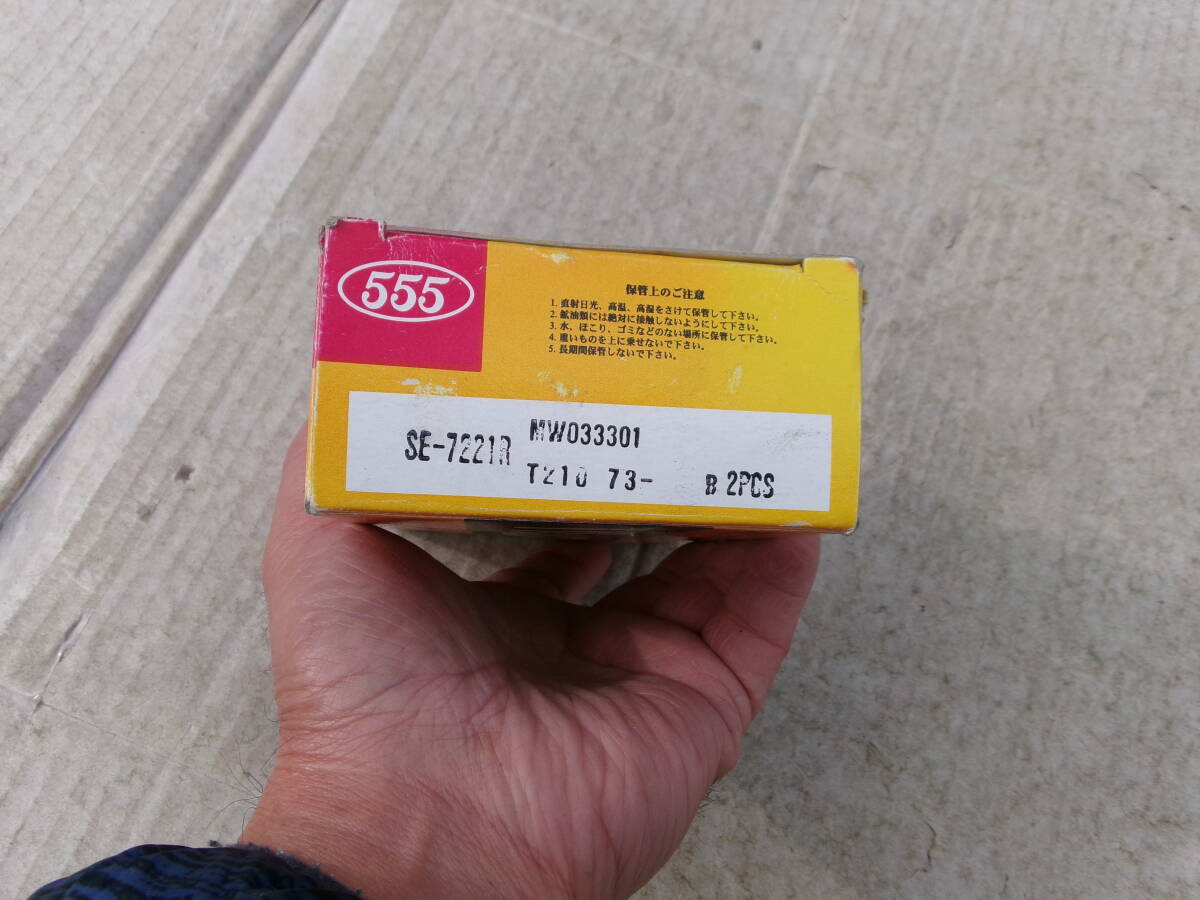 555
保管上のご注意
1. 直射日光、高温、高湿をさけて保管して下さい。
2. 鉱油類には絶対に接触しないようにして下さい。
3. 水、ほこり、ゴミなどのない場所に保管して下さい。
4. 重いものを上に乗せないで下さい。
5. 長期間保管しないで下さい。
SE-7221R MW033301
T210 73- B 2PCS